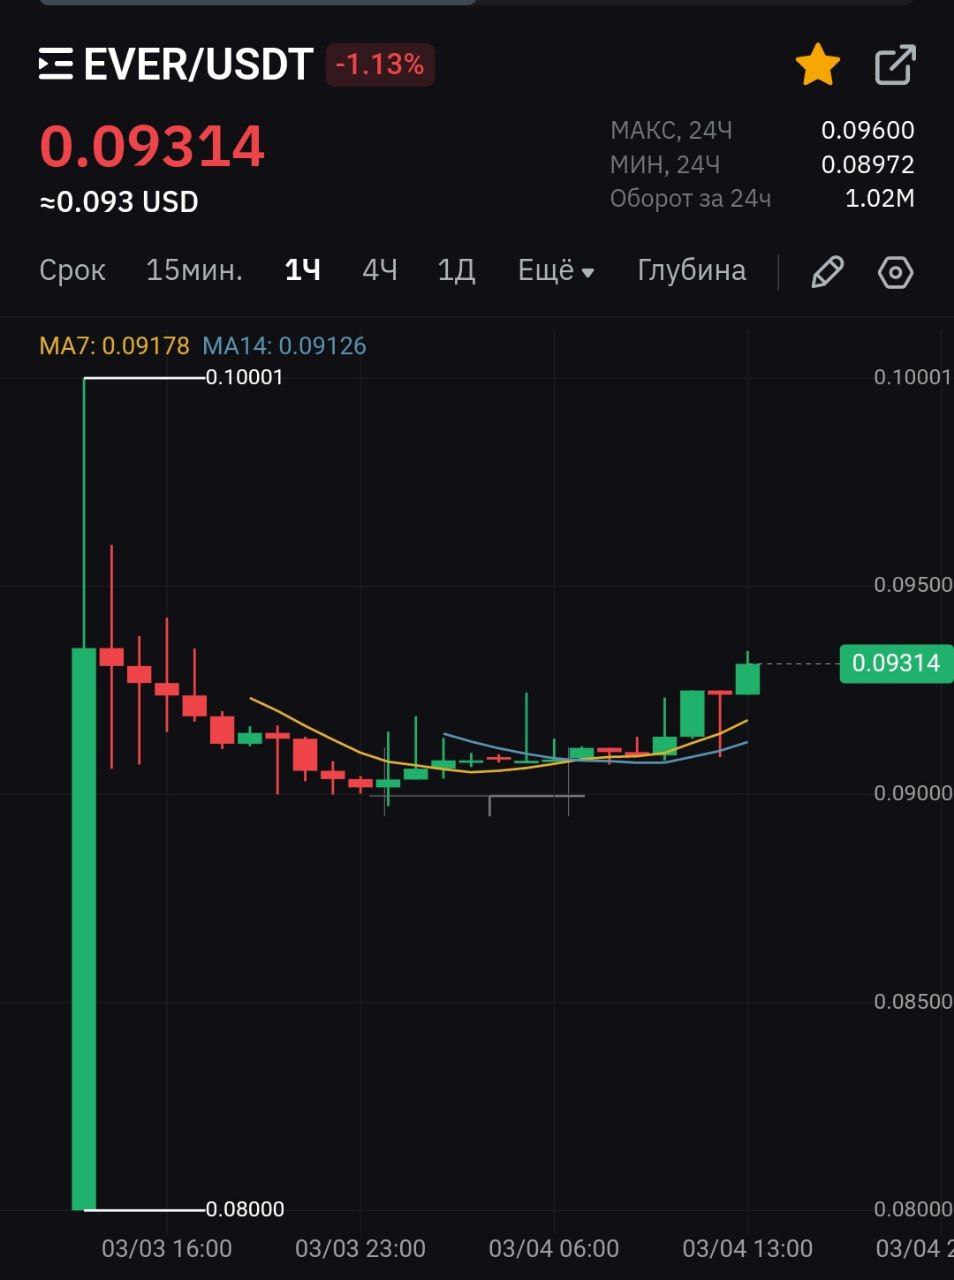 EVER/USDT -1.13%
0.09314
≈0.093 USD
МАКС, 24Ч 0.09600
МИН, 24Ч 0.08972
Оборот за 24ч 1.02M
Срок 15мин. 1Ч 4Ч 1Д Ещё Глубина
MA7: 0.09178 MA14: 0.09126
0.10001 0.10001
0.09500
0.09314
0.09000
0.08500
0.08000 0.08000
03/03 16:00 03/03 23:00 03/04 06:00 03/04 13:00 03/04